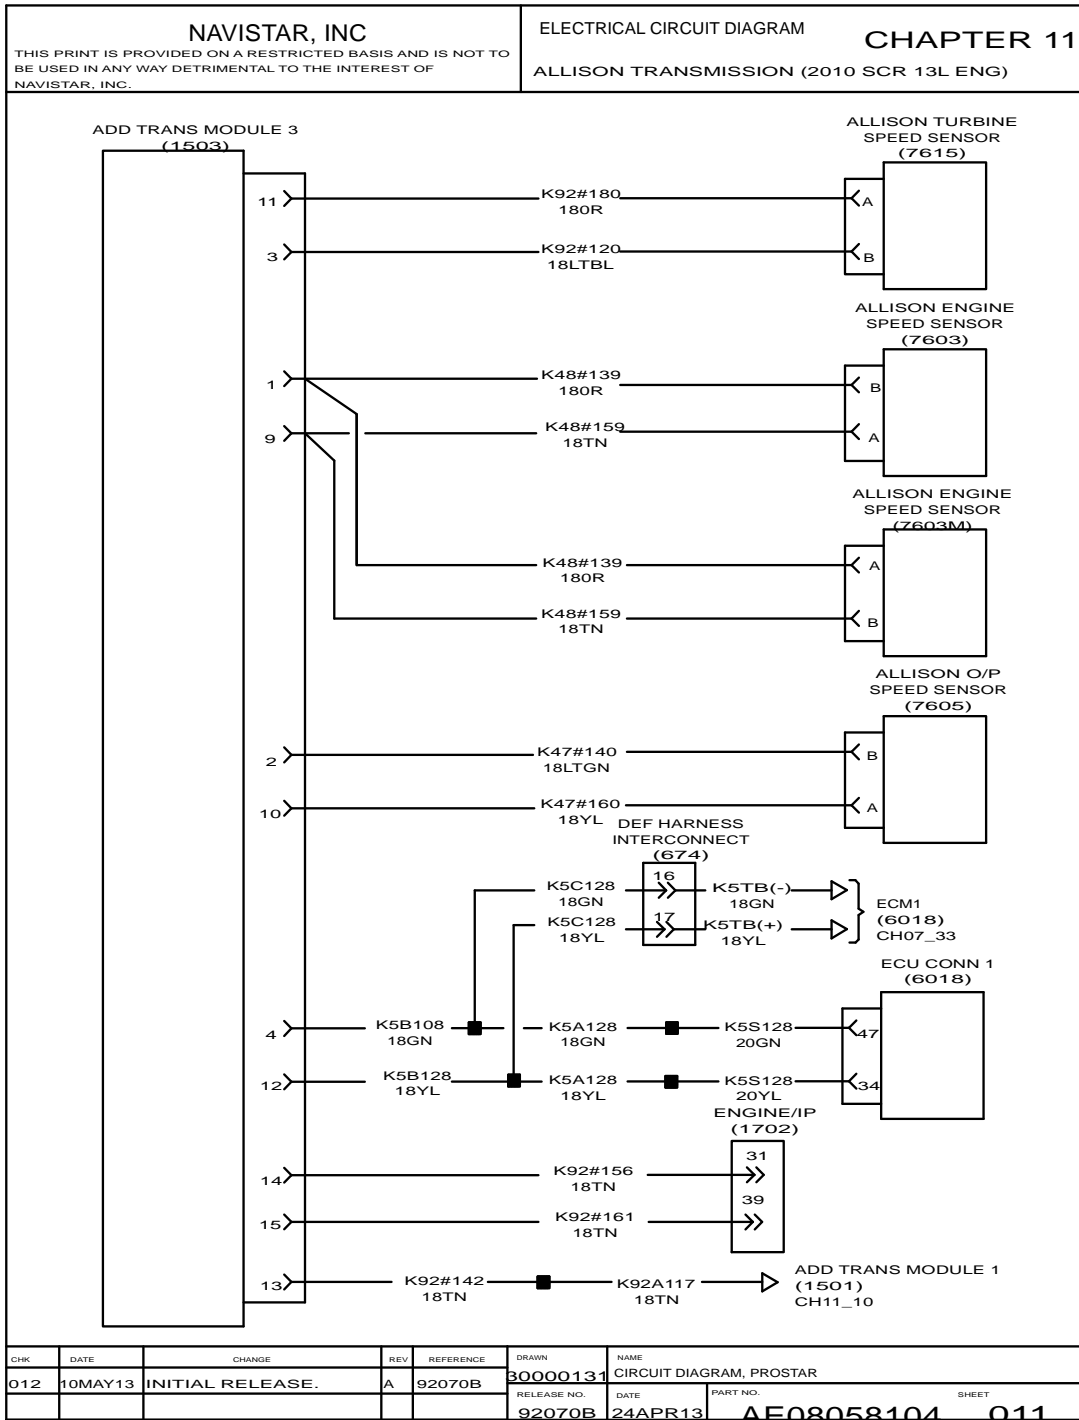 NAVISTAR, INC
THIS PRINT IS PROVIDED ON A RESTRICTED BASIS AND IS NOT TO
BE USED IN ANY WAY DETRIMENTAL TO THE INTEREST OF
NAVISTAR, INC.
ELECTRICAL CIRCUIT DIAGRAM
CHAPTER 11
ALLISON TRANSMISSION (2010 SCR 13L ENG)
ADD TRANS MODULE 3
(1503)
ALLISON TURBINE
SPEED SENSOR
(7615)
11
K92#180
180R
A
3
K92#120
18LTBL
B
ALLISON ENGINE
SPEED SENSOR
(7603)
1
K48#139
180R
B
9
K48#159
18TN
A
ALLISON ENGINE
SPEED SENSOR
(7603M)
K48#139
180R
A
K48#159
18TN
B
ALLISON O/P
SPEED SENSOR
(7605)
2
K47#140
18LTGN
B
10
K47#160
18YL
A
DEF HARNESS
INTERCONNECT
(674)
K5C128
18GN
16
K5TB(-)
18GN
K5C128
18YL
17
K5TB(+)
18YL
ECM1
(6018)
CH07_33
ECU CONN 1
(6018)
4
K5B108
18GN
K5A128
18GN
K5S128
20GN
47
12
K5B128
18YL
K5A128
18YL
K5S128
20YL
34
ENGINE/IP
(1702)
14
K92#156
18TN
31
15
K92#161
18TN
39
13
K92#142
18TN
K92A117
18TN
ADD TRANS MODULE 1
(1501)
CH11_10
CHK DATE CHANGE REV REFERENCE DRAWN NAME
012 10MAY13 INITIAL RELEASE. A 92070B 30000131 CIRCUIT DIAGRAM, PROSTAR
RELEASE NO. DATE PART NO. SHEET
92070B 24APR13 AE08058104 011